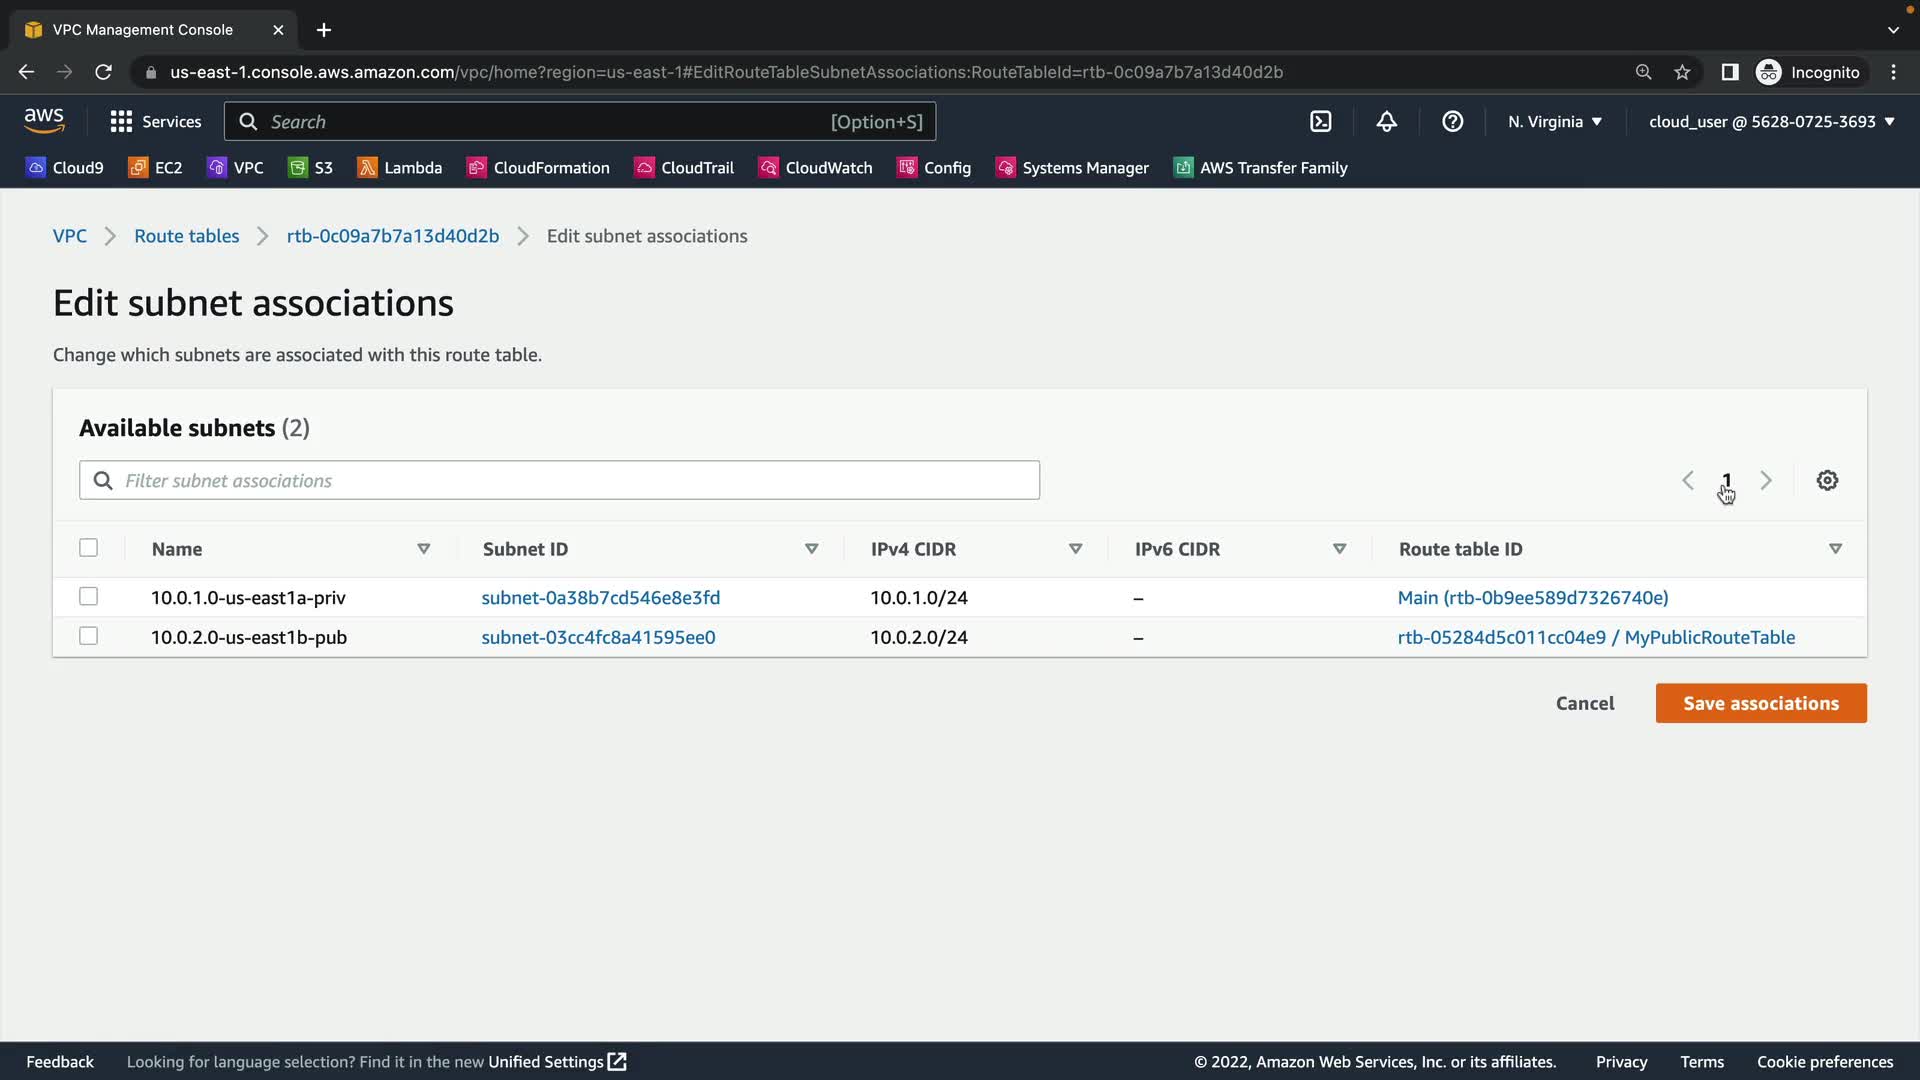 VPC Management Console
us-east-1.console.aws.amazon.com/vpc/home?region=us-east-1#EditRouteTableSubnetAssociations:RouteTableId=rtb-0c09a7b7a13d40d2b
Incognito
aws
Services
Search
[Option+S]
N. Virginia
cloud_user @ 5628-0725-3693
Cloud9
EC2
VPC
S3
Lambda
CloudFormation
CloudTrail
CloudWatch
Config
Systems Manager
AWS Transfer Family
VPC
Route tables
rtb-0c09a7b7a13d40d2b
Edit subnet associations
Edit subnet associations
Change which subnets are associated with this route table.
Available subnets (2)
Filter subnet associations
1
Name
Subnet ID
IPv4 CIDR
IPv6 CIDR
Route table ID
10.0.1.0-us-east1a-priv
subnet-0a38b7cd546e8e3fd
10.0.1.0/24
–
Main (rtb-0b9ee589d7326740e)
10.0.2.0-us-east1b-pub
subnet-03cc4fc8a41595ee0
10.0.2.0/24
–
rtb-05284d5c011cc04e9 / MyPublicRouteTable
Cancel
Save associations
Feedback
Looking for language selection? Find it in the new Unified Settings
© 2022, Amazon Web Services, Inc. or its affiliates.
Privacy
Terms
Cookie preferences